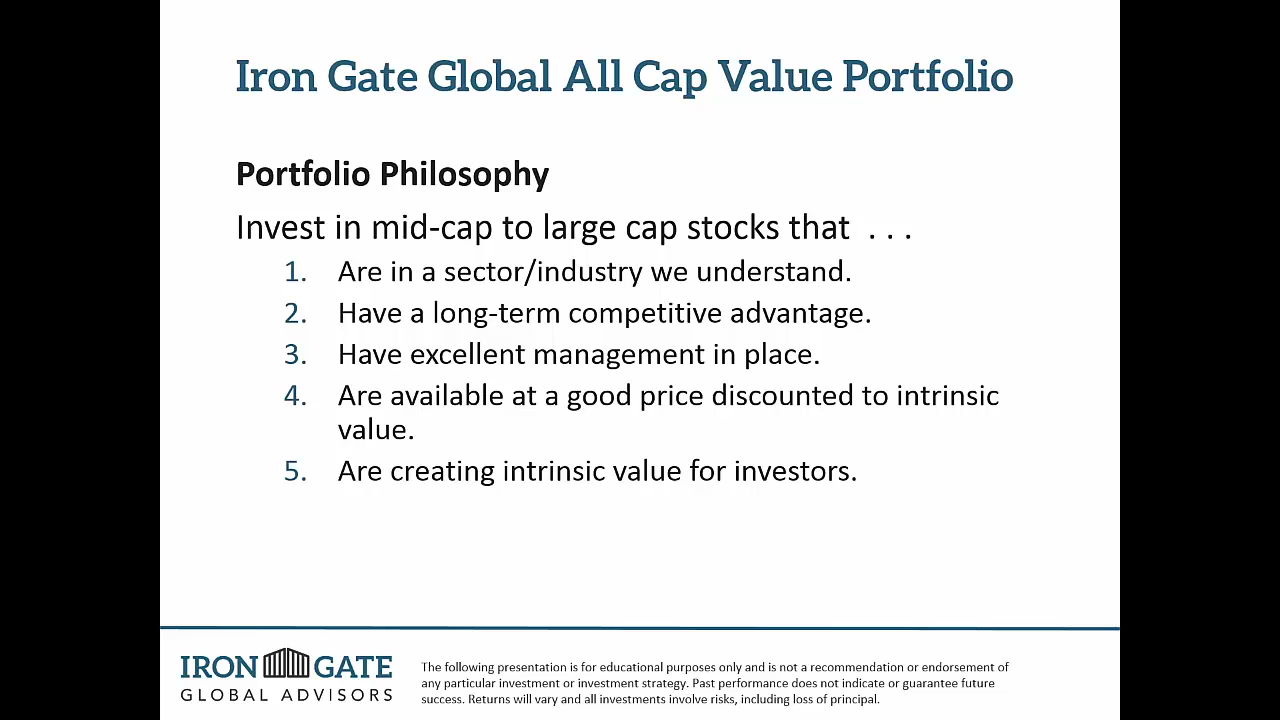 Iron Gate Global All Cap Value Portfolio
Portfolio Philosophy
Invest in mid-cap to large cap stocks that . . .
1. Are in a sector/industry we understand.
2. Have a long-term competitive advantage.
3. Have excellent management in place.
4. Are available at a good price discounted to intrinsic
value.
5. Are creating intrinsic value for investors.
IRON GATE
GLOBAL ADVISORS
The following presentation is for educational purposes only and is not a recommendation or endorsement of
any particular investment or investment strategy. Past performance does not indicate or guarantee future
success. Returns will vary and all investments involve risks, including loss of principal.